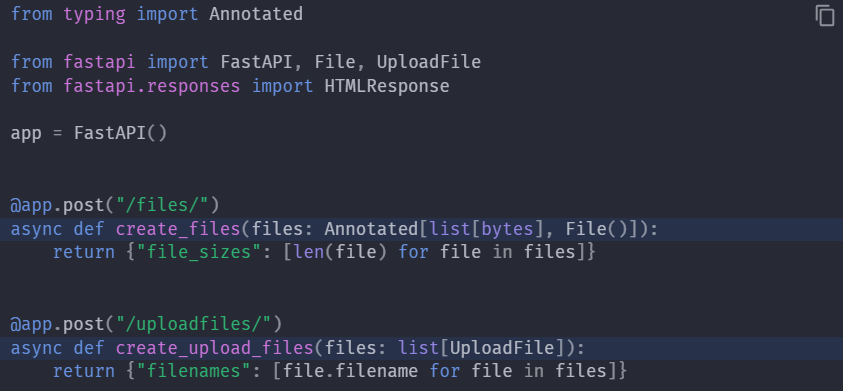 from typing import Annotated
from fastapi import FastAPI, File, UploadFile
from fastapi.responses import HTMLResponse
app = FastAPI()
@app.post("/files/")
async def create_files(files: Annotated[list[bytes], File()]):
    return {"file_sizes": [len(file) for file in files]}
@app.post("/uploadfiles/")
async def create_upload_files(files: list[UploadFile]):
    return {"filenames": [file.filename for file in files]}